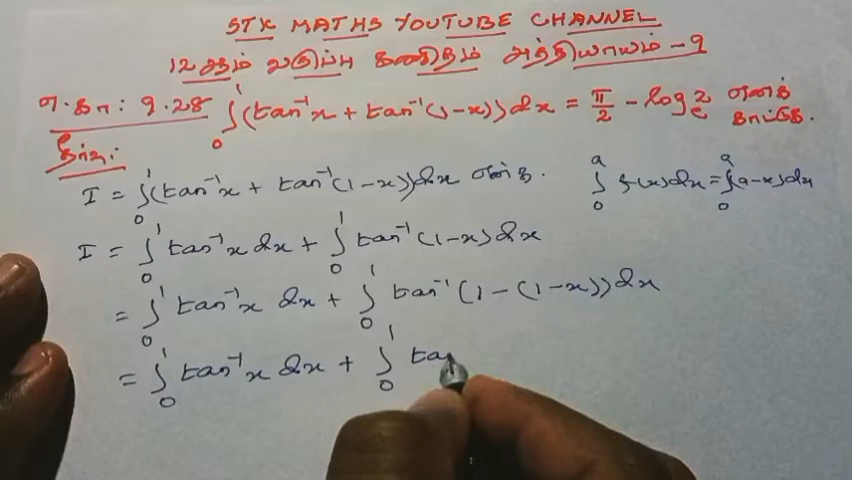 STK MATHS YOUTUBE CHANNEL
12ஆம் வகுப்பு கணிதம் அத்தியாயம் - 9
எ.கா : 9.28 ∫₀¹(tan⁻¹x + tan⁻¹(1-x))dx = π/2 - logₑ2 எனக் காட்டுக.
தீர்வு:
I = ∫₀¹(tan⁻¹x + tan⁻¹(1-x))dx என்க. ∫₀ᵃ f(x)dx = ∫₀ᵃ(a-x)dx
I = ∫₀¹ tan⁻¹x dx + ∫₀¹ tan⁻¹(1-x)dx
= ∫₀¹ tan⁻¹x dx + ∫₀¹ tan⁻¹(1-(1-x))dx
= ∫₀¹ tan⁻¹x dx + ∫₀¹ ta